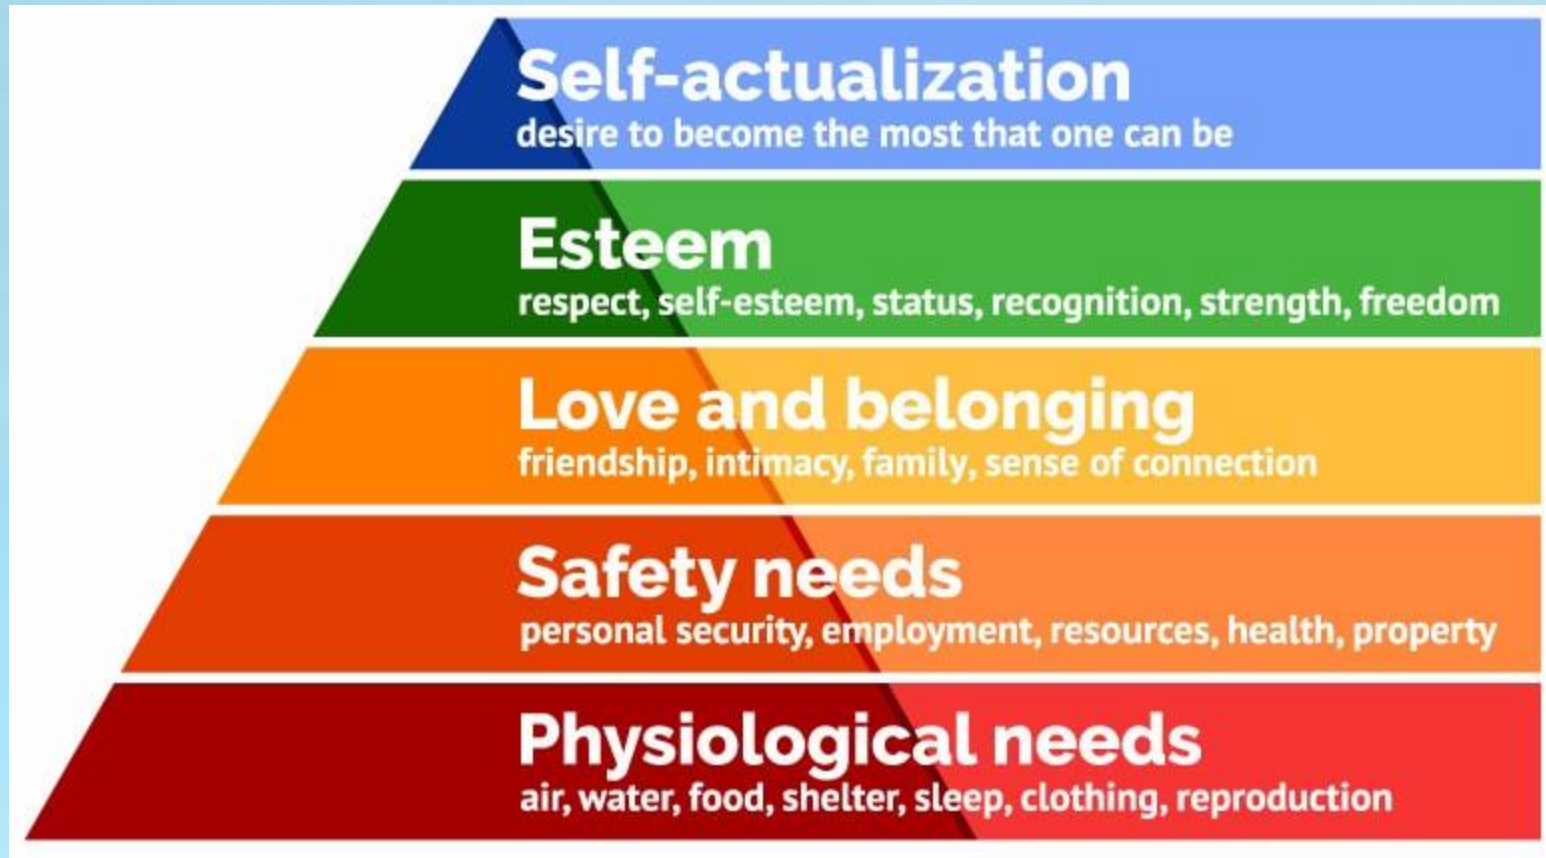 Self-actualization
desire to become the most that one can be
Esteem
respect, self-esteem, status, recognition, strength, freedom
Love and belonging
friendship, intimacy, family, sense of connection
Safety needs
personal security, employment, resources, health, property
Physiological needs
air, water, food, shelter, sleep, clothing, reproduction